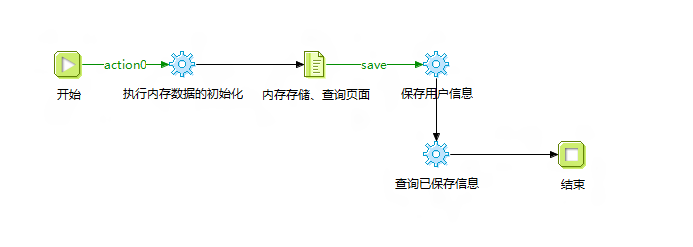 action0
save
开始
执行内存数据的初始化
内存存储、查询页面
保存用户信息
查询已保存信息
结束